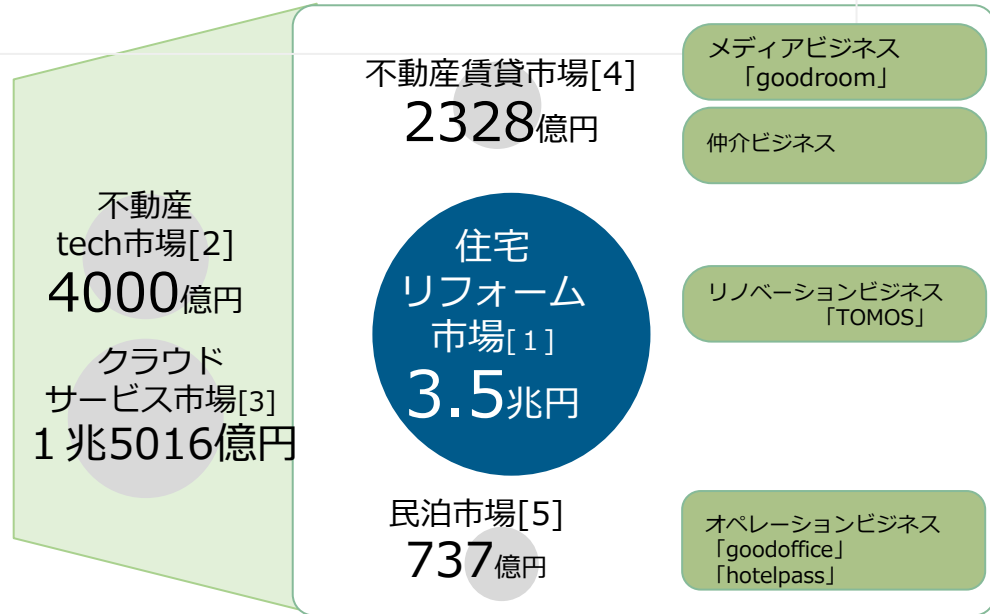 不動産
tech市場[2]
4000億円
クラウド
サービス市場[3]
１兆5016億円
不動産賃貸市場[4]
2328億円
住宅
リフォーム
市場[１]
3.5兆円
民泊市場[5]
737億円
メディアビジネス
「goodroom」
仲介ビジネス
リノベーションビジネス
「TOMOS」
オペレーションビジネス
「goodoffice」
「hotelpass」